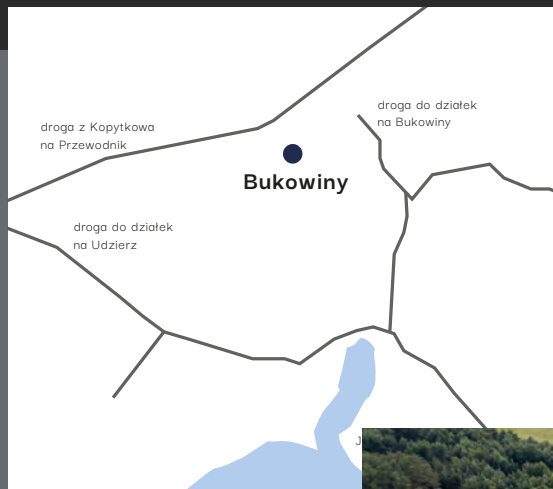 droga do działek
na Bukowiny
droga z Kopytkowa
na Przewodnik
Bukowiny
droga do działek
na Udzierz